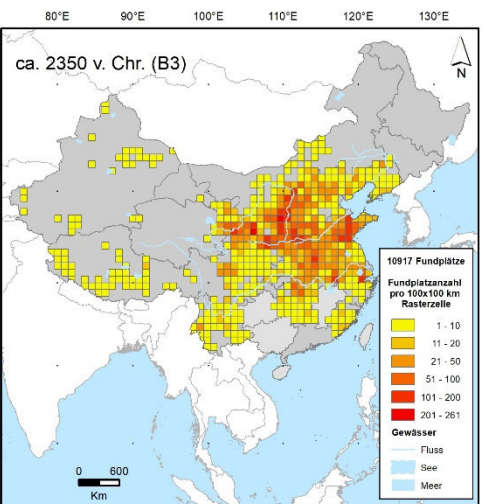 80°E 90°E 100°E 110°E 120°E 130°E
ca. 2350 v. Chr. (B3)
N
10917 Fundplätze
Fundplatzanzahl
pro 100x100 km
Rasterzelle
1 - 10
11 - 20
21 - 50
51 - 100
101 - 200
201 - 261
Gewässer
Fluss
See
Meer
0 600
Km